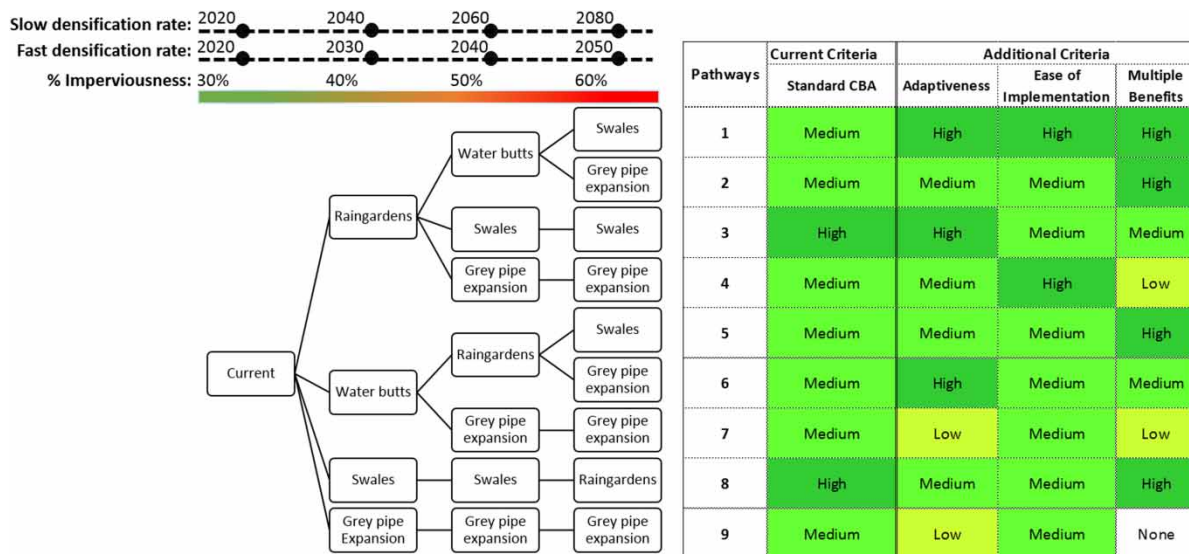 Slow densification rate: 2020 2040 2060 2080
Fast densification rate: 2020 2030 2040 2050
% Imperviousness: 30% 40% 50% 60%
Current
Raingardens
Water butts
Swales
Grey pipe
expansion
Swales
Swales
Grey pipe
expansion
Grey pipe
expansion
Water butts
Raingardens
Swales
Grey pipe
expansion
Grey pipe
expansion
Grey pipe
expansion
Swales
Swales
Raingardens
Grey pipe
Expansion
Grey pipe
expansion
Grey pipe
expansion
Pathways
Current Criteria
Additional Criteria
Standard CBA
Adaptiveness
Ease of
Implementation
Multiple
Benefits
1 Medium High High High
2 Medium Medium Medium High
3 High High Medium Medium
4 Medium Medium High Low
5 Medium Medium Medium High
6 Medium High Medium Medium
7 Medium Low Medium Low
8 High Medium Medium High
9 Medium Low Medium None